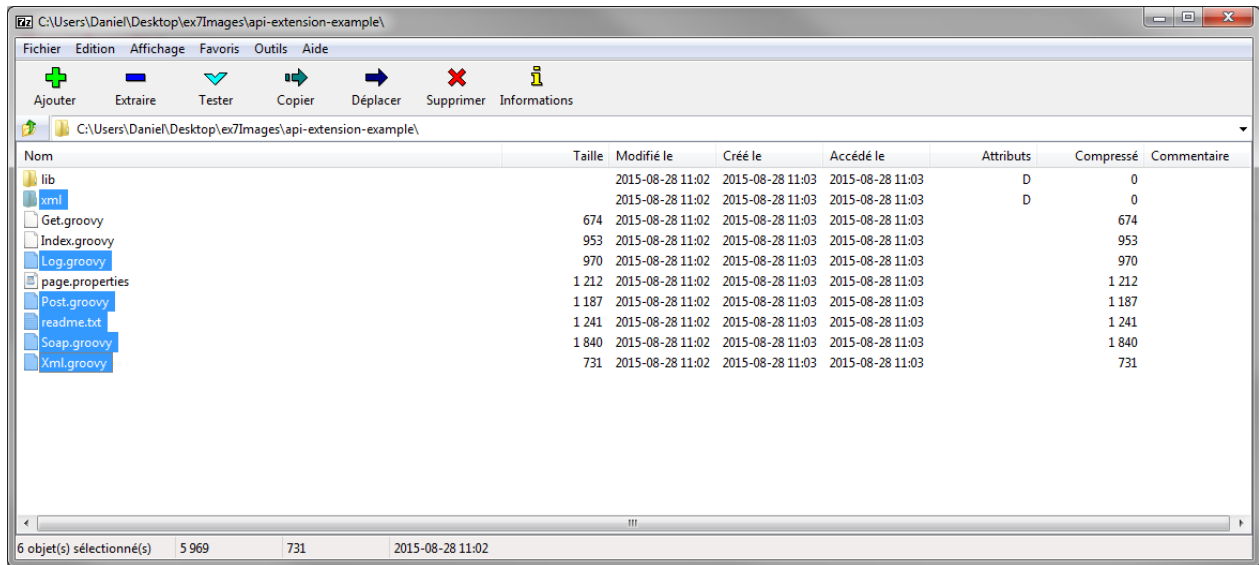 C:\Users\Daniel\Desktop\ex7Images\api-extension-example\
Fichier Edition Affichage Favoris Outils Aide
Ajouter Extraire Tester Copier Déplacer Supprimer Informations
C:\Users\Daniel\Desktop\ex7Images\api-extension-example\
Nom Taille Modifié le Créé le Accédé le Attributs Compressé Commentaire
lib 2015-08-28 11:02 2015-08-28 11:03 2015-08-28 11:03 D 0
xml 2015-08-28 11:02 2015-08-28 11:03 2015-08-28 11:03 D 0
Get.groovy 674 2015-08-28 11:02 2015-08-28 11:03 2015-08-28 11:03 674
Index.groovy 953 2015-08-28 11:02 2015-08-28 11:03 2015-08-28 11:03 953
Log.groovy 970 2015-08-28 11:02 2015-08-28 11:03 2015-08-28 11:03 970
page.properties 1 212 2015-08-28 11:02 2015-08-28 11:03 2015-08-28 11:03 1 212
Post.groovy 1 187 2015-08-28 11:02 2015-08-28 11:03 2015-08-28 11:03 1 187
readme.txt 1 241 2015-08-28 11:02 2015-08-28 11:03 2015-08-28 11:03 1 241
Soap.groovy 1 840 2015-08-28 11:02 2015-08-28 11:03 2015-08-28 11:03 1 840
Xml.groovy 731 2015-08-28 11:02 2015-08-28 11:03 2015-08-28 11:03 731
6 objet(s) sélectionné(s) 5 969 731 2015-08-28 11:02